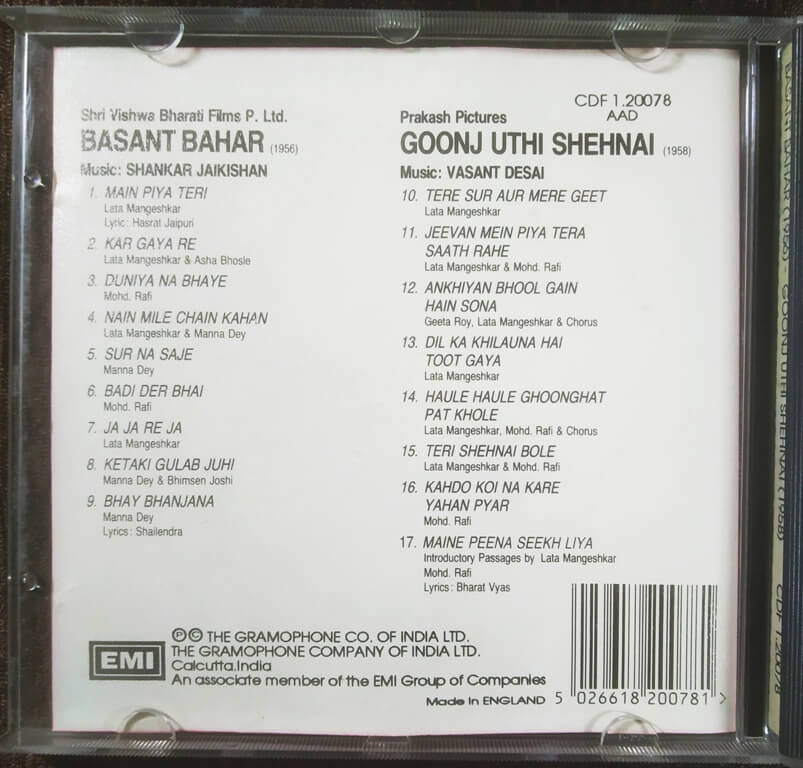 Shri Vishwa Bharati Films P. Ltd.
BASANT BAHAR (1956)
Music: SHANKAR JAIKISHAN
1. MAIN PIYA TERI
Lata Mangeshkar
Lyric: Hasrat Jaipuri
2. KAR GAYA RE
Lata Mangeshkar & Asha Bhosle
3. DUNIYA NA BHAYE
Mohd. Rafi
4. NAIN MILE CHAIN KAHAN
Lata Mangeshkar & Manna Dey
5. SUR NA SAJE
Manna Dey
6. BADI DER BHAI
Mohd. Rafi
7. JA JA RE JA
Lata Mangeshkar
8. KETAKI GULAB JUHI
Manna Dey & Bhimsen Joshi
9. BHAY BHANJANA
Manna Dey
Lyrics: Shailendra
CDF 1.20078
AAD
Prakash Pictures
GOONJ UTHI SHEHNAI (1958)
Music: VASANT DESAI
10. TERE SUR AUR MERE GEET
Lata Mangeshkar
11. JEEVAN MEIN PIYA TERA
SAATH RAHE
Lata Mangeshkar & Mohd. Rafi
12. ANKHIYAN BHOOL GAIN
HAIN SONA
Geeta Roy, Lata Mangeshkar & Chorus
13. DIL KA KHILAUNA HAI
TOOT GAYA
Lata Mangeshkar
14. HAULE HAULE GHOONGHAT
PAT KHOLE
Lata Mangeshkar, Mohd. Rafi & Chorus
15. TERI SHEHNAI BOLE
Lata Mangeshkar & Mohd. Rafi
16. KAHDO KOI NA KARE
YAHAN PYAR
Mohd. Rafi
17. MAINE PEENA SEEKH LIYA
Introductory Passages by Lata Mangeshkar
Mohd. Rafi
Lyrics: Bharat Vyas
EMI
℗© THE GRAMOPHONE CO. OF INDIA LTD.
THE GRAMOPHONE COMPANY OF INDIA LTD.
Calcutta.India
An associate member of the EMI Group of Companies
Made in ENGLAND
5 026618 200781 >
BASANT BAHAR (1956) - GOONJ UTHI SHEHNAI (1958) CDF 1.20078